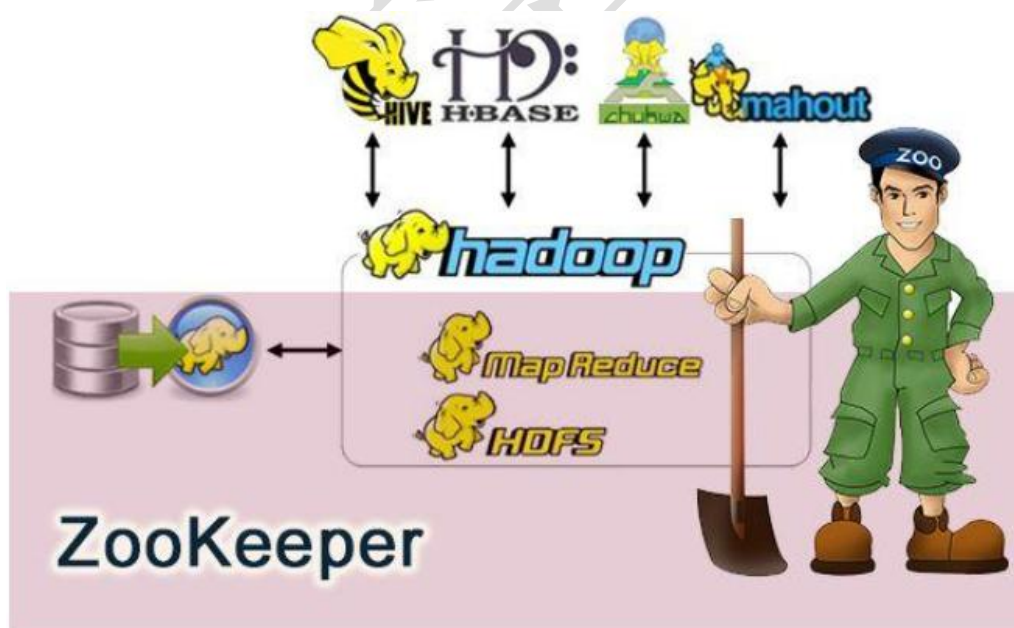 HIVE H·BASE chukwa mahout
ZOO
hadoop
Map Reduce
HDFS
ZooKeeper